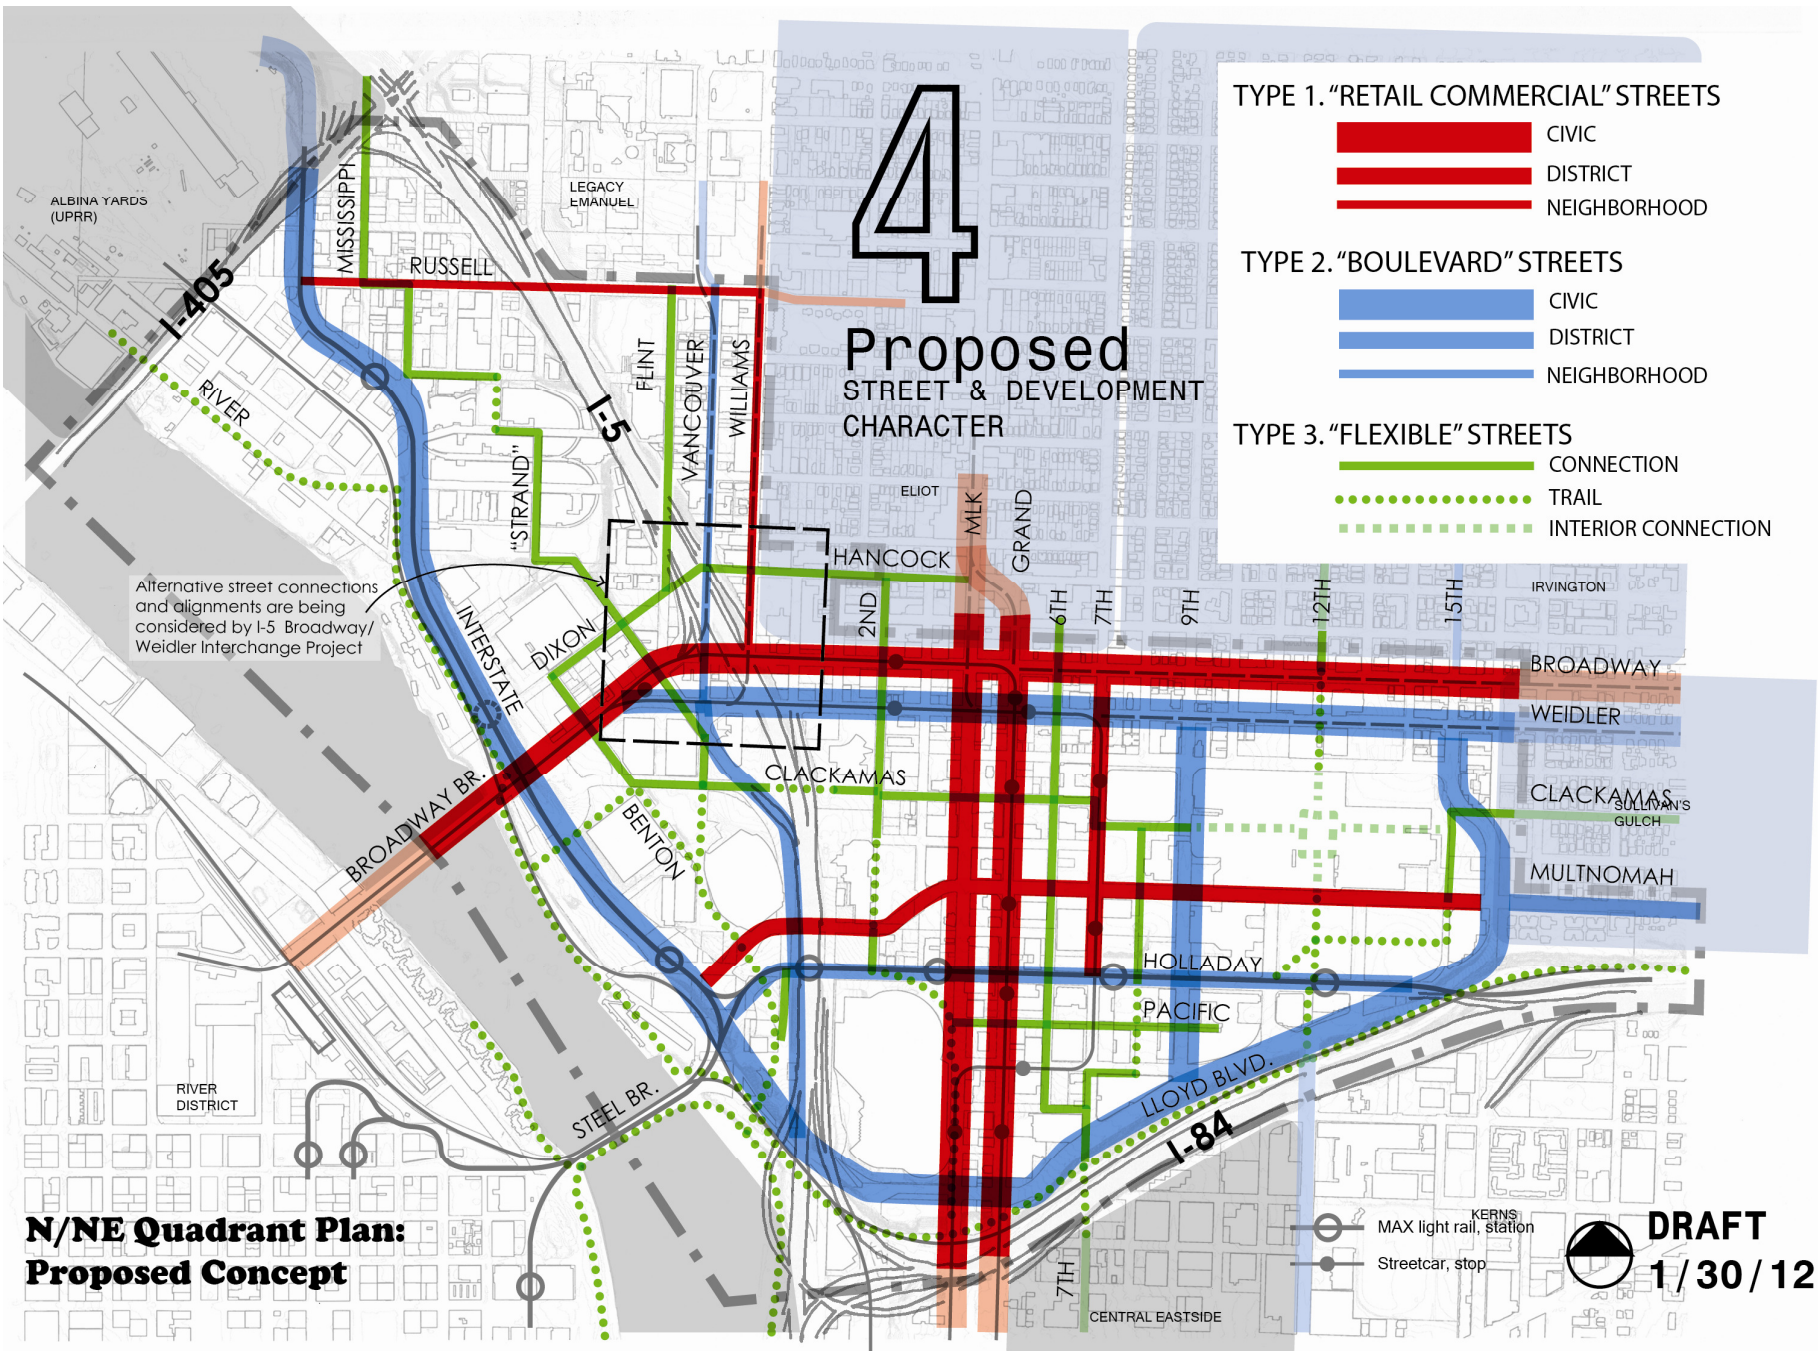 4
Proposed
STREET & DEVELOPMENT
CHARACTER
TYPE 1. “RETAIL COMMERCIAL” STREETS
CIVIC
DISTRICT
NEIGHBORHOOD
TYPE 2. “BOULEVARD” STREETS
CIVIC
DISTRICT
NEIGHBORHOOD
TYPE 3. “FLEXIBLE” STREETS
CONNECTION
TRAIL
INTERIOR CONNECTION
ALBINA YARDS
(UPRR)
LEGACY
EMANUEL
MISSISSIPPI
RUSSELL
I-405
RIVER
I-5
FLINT
VANCOUVER
WILLIAMS
“STRAND”
ELIOT
MLK
GRAND
HANCOCK
Alternative street connections
and alignments are being
considered by I-5 Broadway/
Weidler Interchange Project
INTERSTATE
DIXON
2ND
6TH
7TH
9TH
12TH
15TH
IRVINGTON
BROADWAY
WEIDLER
BROADWAY BR.
CLACKAMAS
CLACKAMAS
SULLIVAN'S
GULCH
BENTON
MULTNOMAH
HOLLADAY
PACIFIC
RIVER
DISTRICT
STEEL BR.
LLOYD BLVD.
I-84
7TH
CENTRAL EASTSIDE
KERNS
MAX light rail, station
Streetcar, stop
N/NE Quadrant Plan:
Proposed Concept
DRAFT
1/30/12